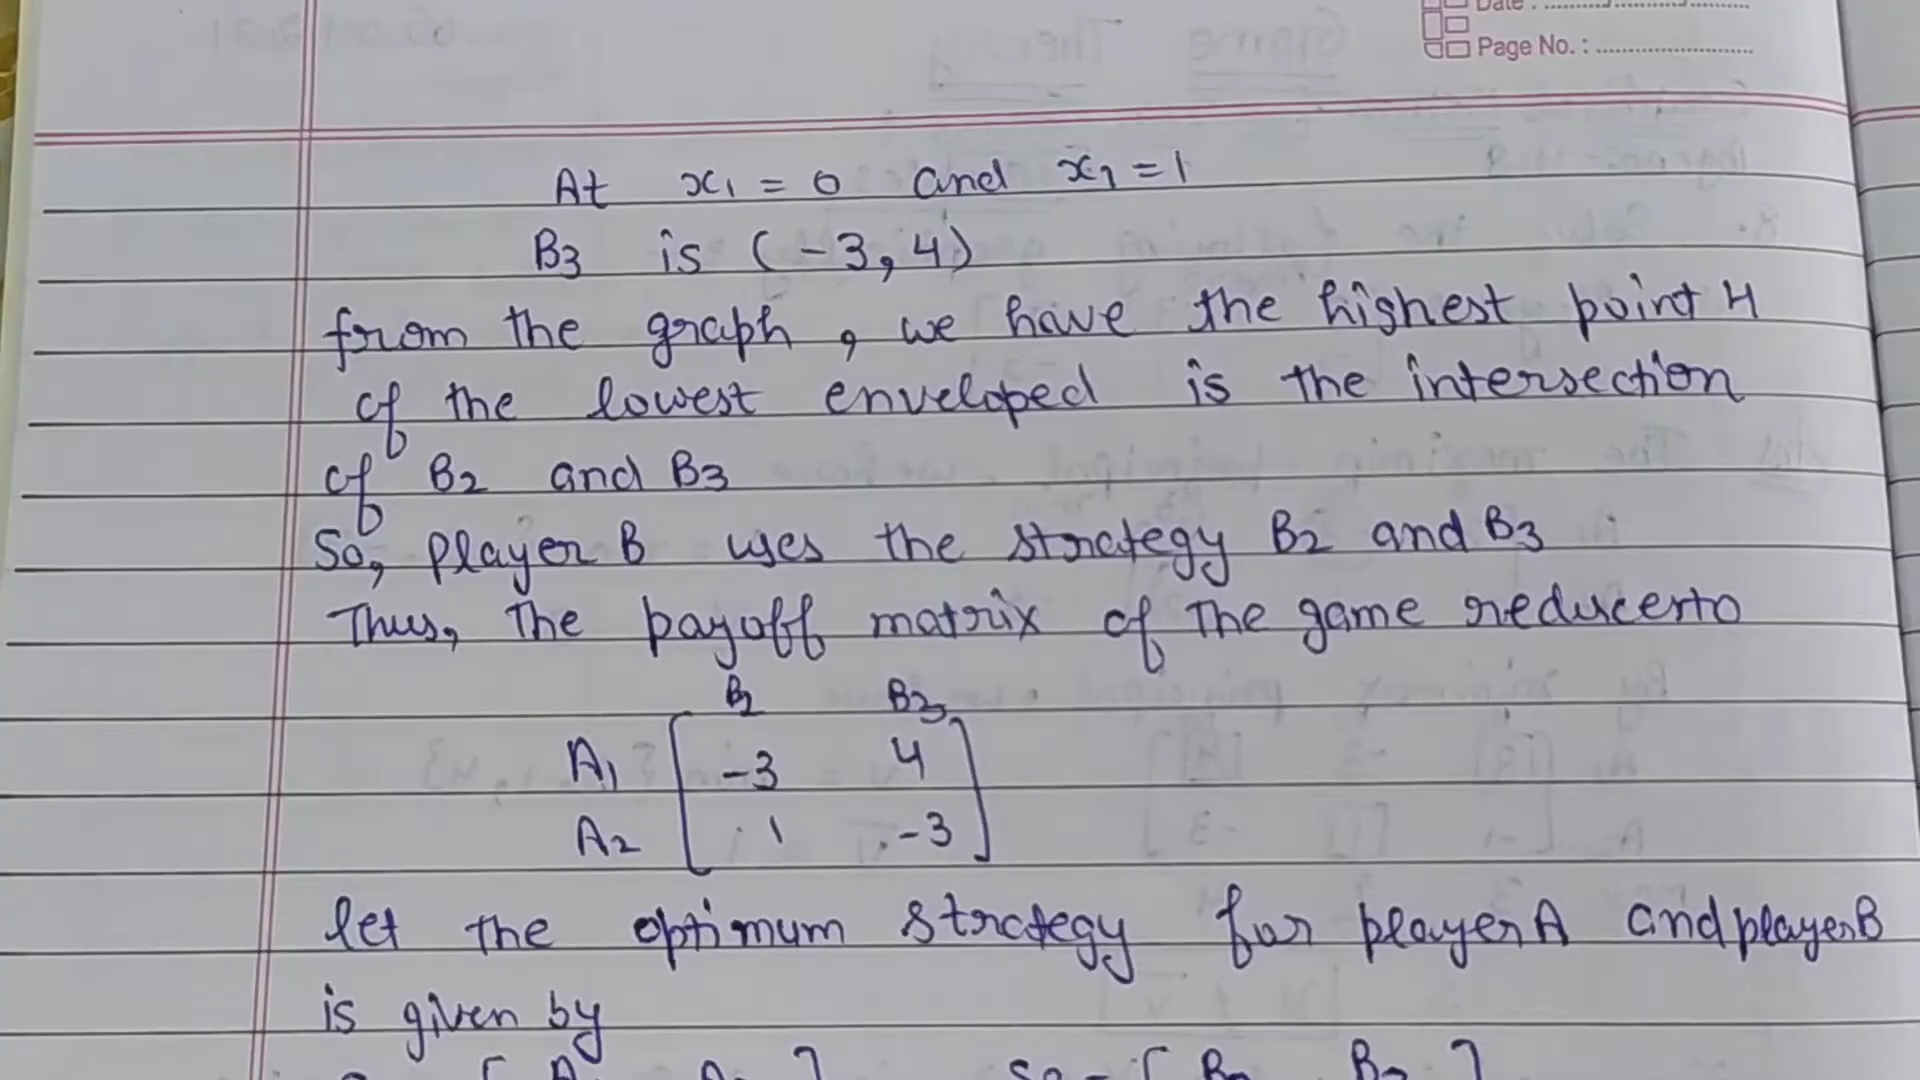 Date :
Page No. :
At x₁ = 0 and x₁ = 1
B3 is (-3, 4)
from the graph, we have the highest point H
of the lowest enveloped is the intersection
of B2 and B3
So, player B uses the strategy B2 and B3
Thus, the payoff matrix of the game reducesto
B2 B3
A1 -3 4
A2 1 -3
let the optimum strategy for player A and player B
is given by